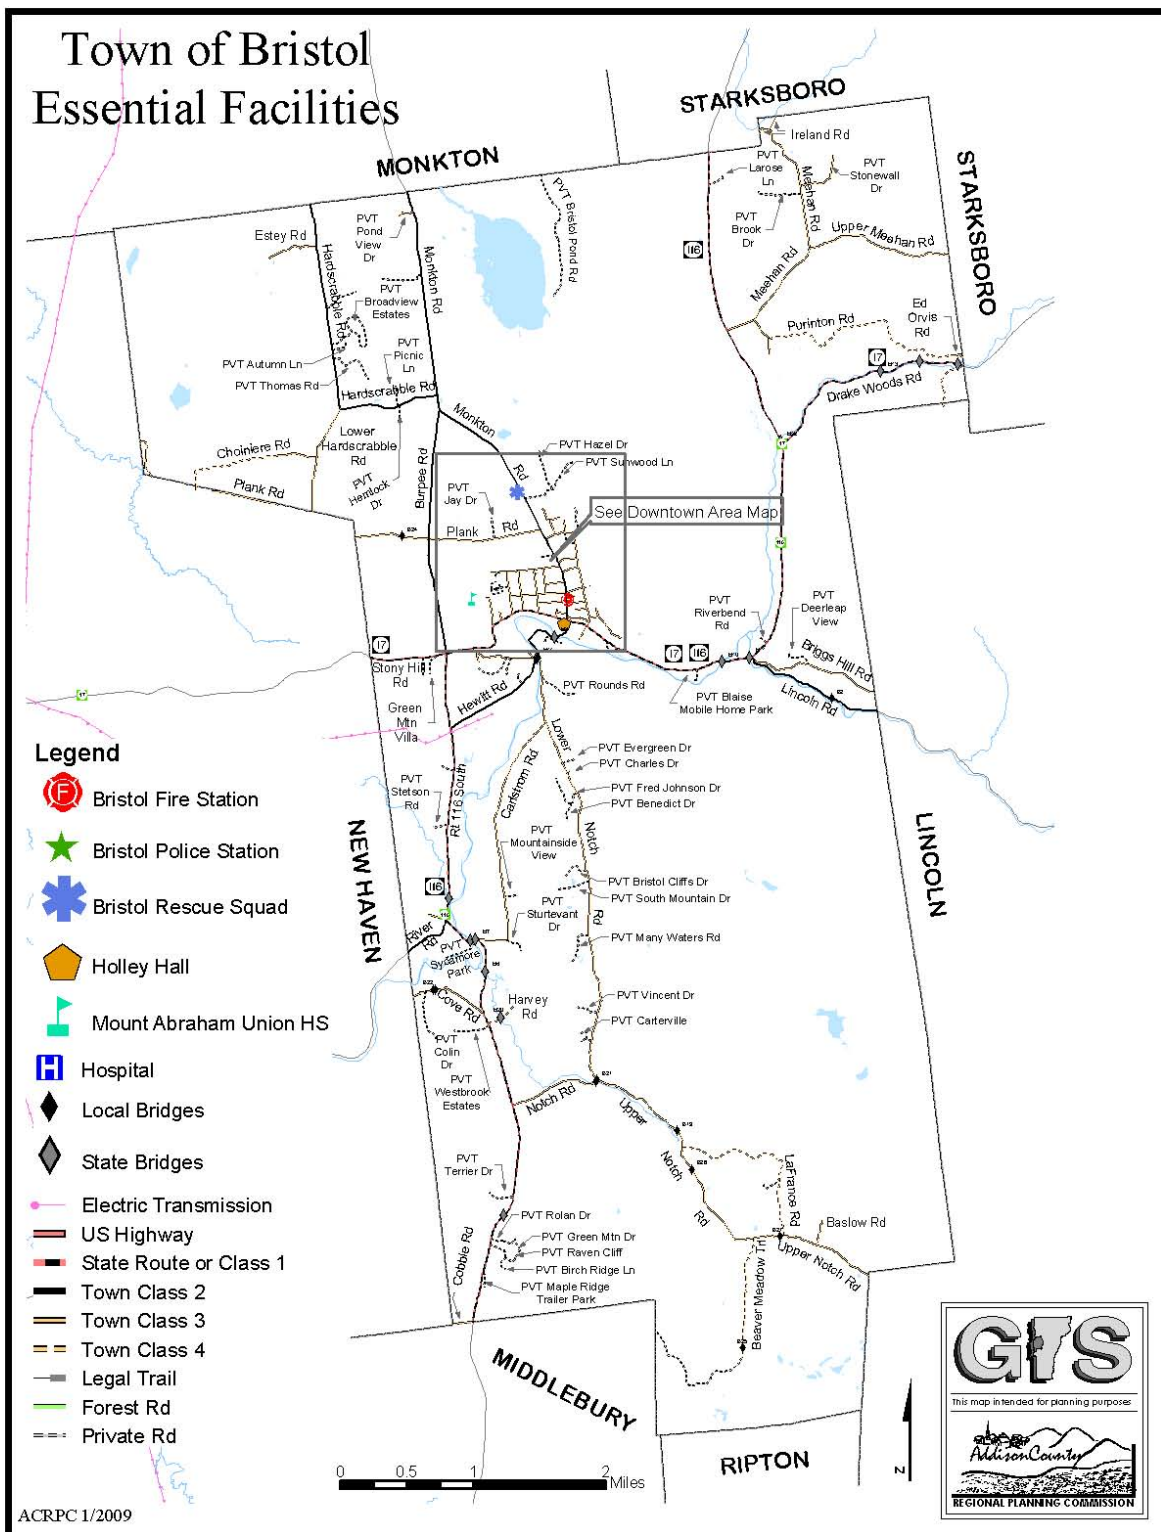 Town of Bristol
Essential Facilities
MONKTON
STARKSBORO
STARKSBORO
Ireland Rd
PVT
Larose
Ln
Meehan Rd
PVT
Stonewall
Dr
PVT
Brook
Dr
Upper Meehan Rd
Meehan Rd
116
PVT Bristol Pond Rd
Estey Rd
PVT
Pond
View
Dr
Hardscrabble Rd
Monkton Rd
PVT
Broadview
Estates
PVT Autumn Ln
PVT
Picnic
Ln
PVT Thomas Rd
Hardscrabble Rd
Purinton Rd
Ed
Orvis
Rd
17
Drake Woods Rd
Monkton
Rd
Choiniere Rd
Lower
Hardscrabble
Rd
PVT
Hemlock
Dr
Plank Rd
Burpee Rd
PVT Hazel Dr
PVT Sunwood Ln
PVT
Jay Dr
Plank Rd
See Downtown Area Map
17
116
PVT
Riverbend
Rd
PVT
Deerleap
View
Briggs Hill Rd
17
Stony Hill
Rd
17
116
Lincoln Rd
PVT Blaise
Mobile Home Park
Green
Mtn
Villa
Hewitt Rd
PVT Rounds Rd
17
Legend
Bristol Fire Station
Bristol Police Station
Bristol Rescue Squad
Holley Hall
Mount Abraham Union HS
Hospital
Local Bridges
State Bridges
Electric Transmission
US Highway
State Route or Class 1
Town Class 2
Town Class 3
Town Class 4
Legal Trail
Forest Rd
Private Rd
NEW HAVEN
LINCOLN
PVT
Stetson
Rd
Rt 116 South
Carlstrom Rd
Lower
Notch
Rd
PVT Evergreen Dr
PVT Charles Dr
PVT Fred Johnson Dr
PVT Benedict Dr
PVT
Mountainside
View
PVT Bristol Cliffs Dr
PVT South Mountain Dr
PVT
Sturtevant
Dr
PVT Many Waters Rd
116
116
River
Rd
PVT
Sycamore
Park
Cove Rd
Harvey
Rd
PVT Vincent Dr
PVT Carterville
PVT
Colin
Dr
PVT
Westbrook
Estates
Notch Rd
Upper
Notch
Rd
LaFrance Rd
Baslow Rd
Upper Notch Rd
Beaver Meadow Trl
PVT
Terrier Dr
PVT Rolan Dr
PVT Green Mtn Dr
PVT Raven Cliff
PVT Birch Ridge Ln
PVT Maple Ridge
Trailer Park
Cobble Rd
MIDDLEBURY
RIPTON
0 0.5 1 2
Miles
N
GIS
This map intended for planning purposes
Addison County
REGIONAL PLANNING COMMISSION
ACRPC 1/2009